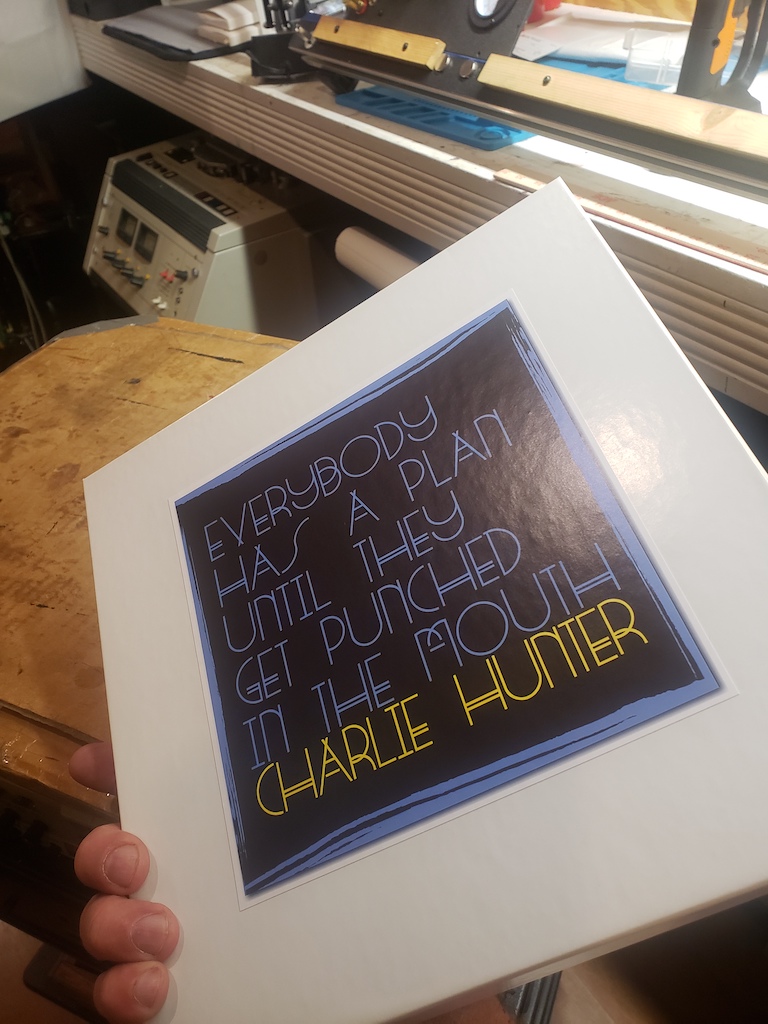 EVERYBODY
HAS A PLAN
UNTIL THEY
GET PUNCHED
IN THE MOUTH
CHARLIE HUNTER